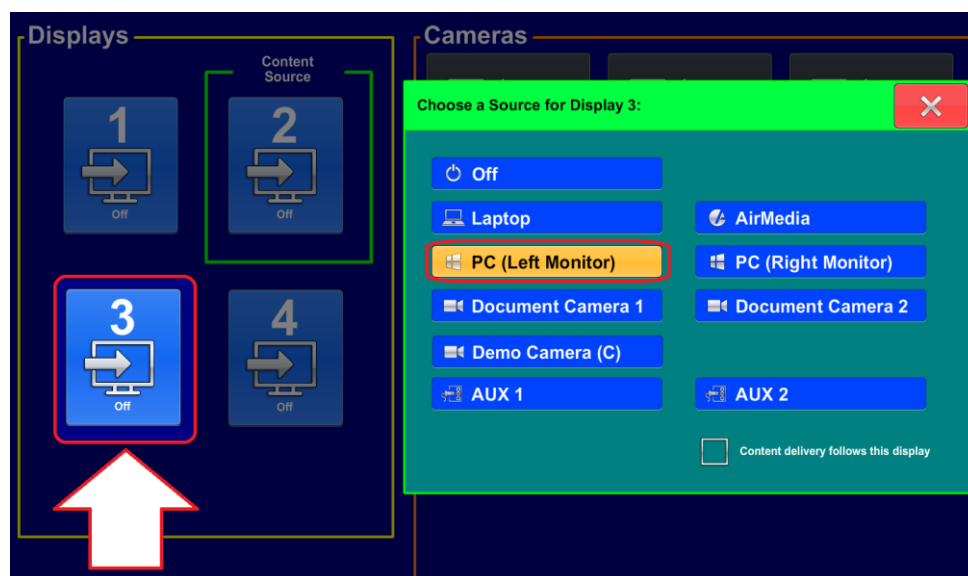 Displays
Cameras
Content
Source
1
Off
2
Off
3
Off
4
Off
Choose a Source for Display 3:
Off
Laptop
AirMedia
PC (Left Monitor)
PC (Right Monitor)
Document Camera 1
Document Camera 2
Demo Camera (C)
AUX 1
AUX 2
Content delivery follows this display